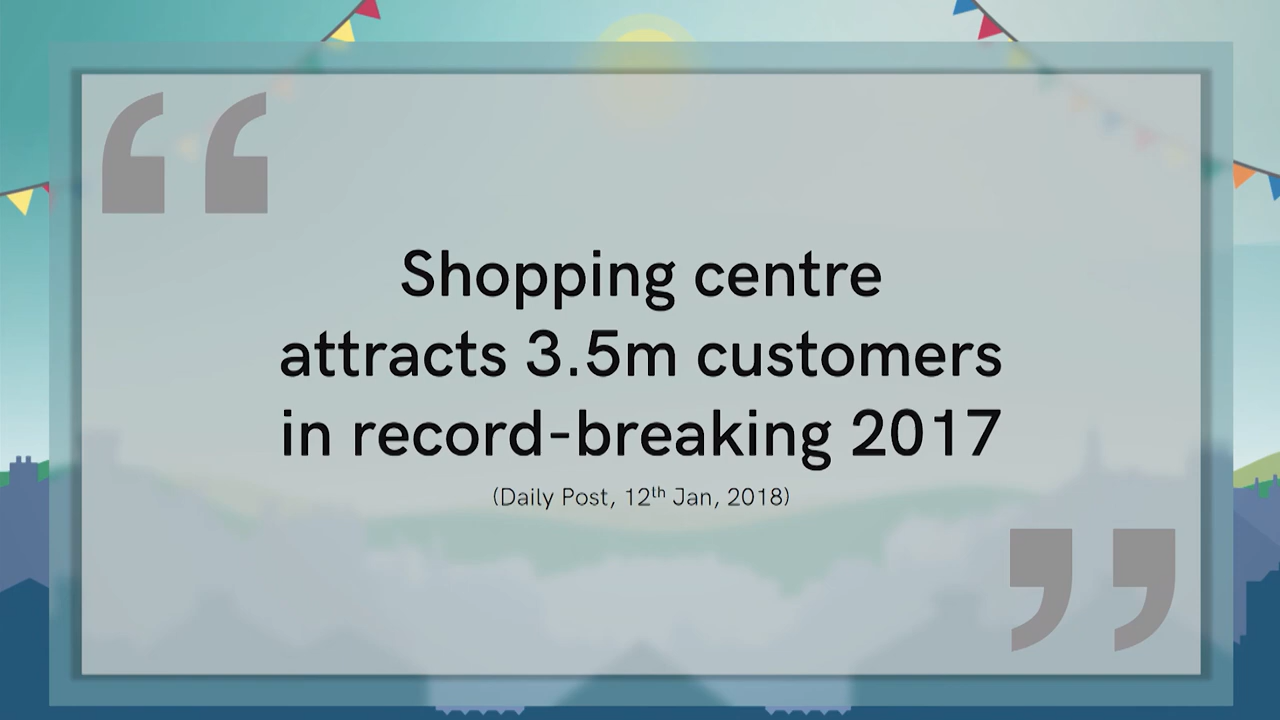 “
Shopping centre
attracts 3.5m customers
in record-breaking 2017
(Daily Post, 12th Jan, 2018)
”